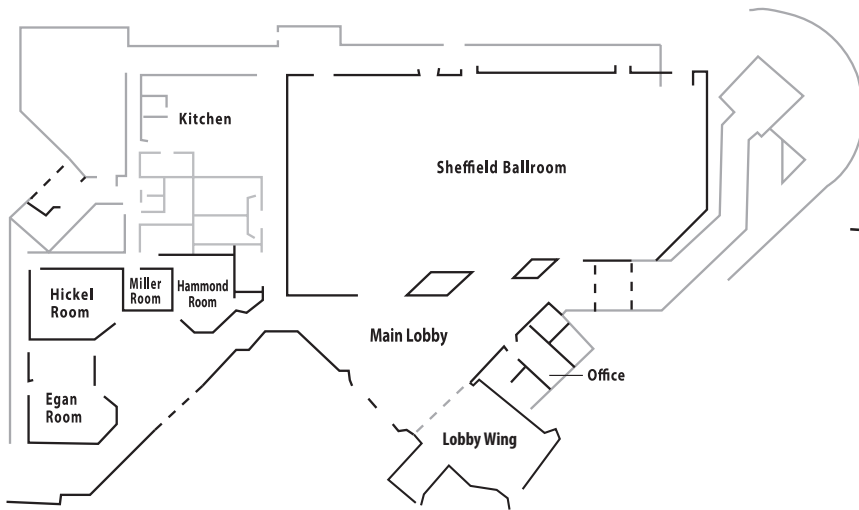 Kitchen
Sheffield Ballroom
Hickel
Room
Miller
Room
Hammond
Room
Main Lobby
Egan
Room
Office
Lobby Wing